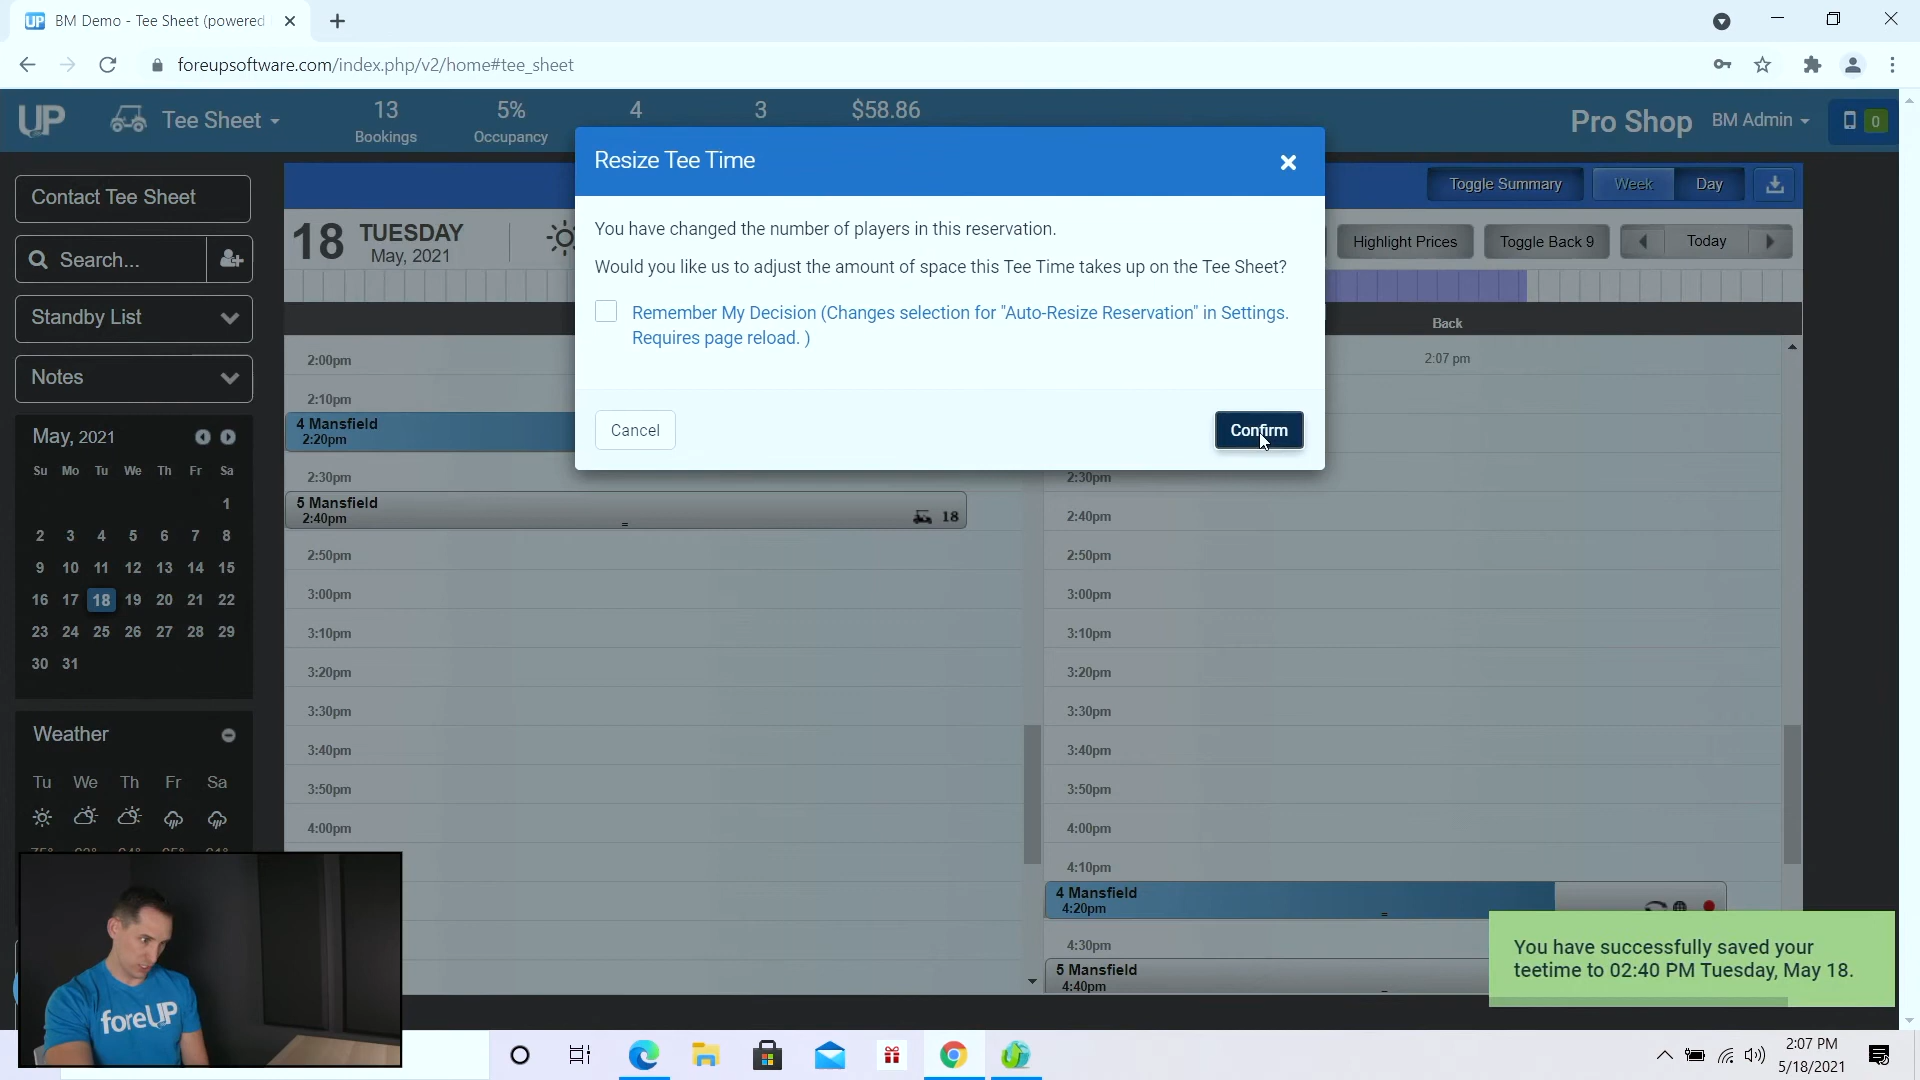 BM Demo - Tee Sheet (powered
foreupsoftware.com/index.php/v2/home#tee_sheet
UP
Tee Sheet
13
Bookings
5%
Occupancy
4
3
$58.86
Pro Shop
BM Admin
0
Contact Tee Sheet
Search...
Standby List
Notes
May, 2021
Su Mo Tu We Th Fr Sa
1
2 3 4 5 6 7 8
9 10 11 12 13 14 15
16 17 18 19 20 21 22
23 24 25 26 27 28 29
30 31
Weather
Tu We Th Fr Sa
Toggle Summary
Week
Day
18
TUESDAY
May, 2021
Highlight Prices
Toggle Back 9
Today
Resize Tee Time
You have changed the number of players in this reservation.
Would you like us to adjust the amount of space this Tee Time takes up on the Tee Sheet?
Remember My Decision (Changes selection for "Auto-Resize Reservation" in Settings.
Requires page reload. )
Cancel
Confirm
2:00pm
2:10pm
4 Mansfield
2:20pm
2:30pm
5 Mansfield
2:40pm
18
2:50pm
3:00pm
3:10pm
3:20pm
3:30pm
3:40pm
3:50pm
4:00pm
Back
2:07 pm
2:30pm
2:40pm
2:50pm
3:00pm
3:10pm
3:20pm
3:30pm
3:40pm
3:50pm
4:00pm
4:10pm
4 Mansfield
4:20pm
4:30pm
5 Mansfield
4:40pm
You have successfully saved your
teetime to 02:40 PM Tuesday, May 18.
foreUP
2:07 PM
5/18/2021